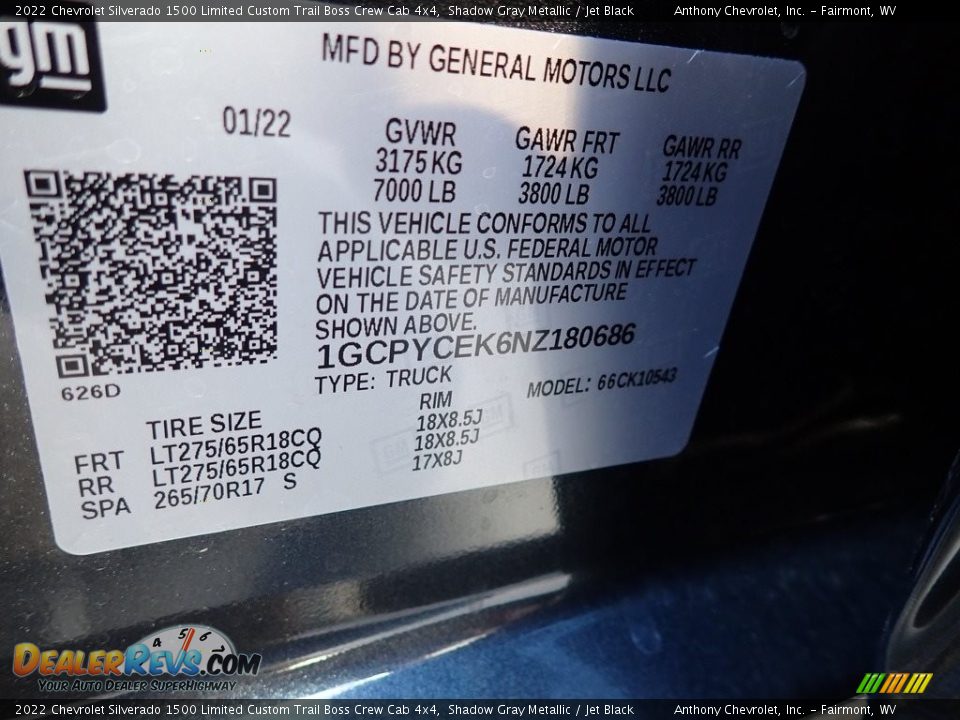 2022 Chevrolet Silverado 1500 Limited Custom Trail Boss Crew Cab 4x4, Shadow Gray Metallic / Jet Black Anthony Chevrolet, Inc. – Fairmont, WV
gm
MFD BY GENERAL MOTORS LLC
01/22
GVWR GAWR FRT GAWR RR
3175 KG 1724 KG 1724 KG
7000 LB 3800 LB 3800 LB
THIS VEHICLE CONFORMS TO ALL
APPLICABLE U.S. FEDERAL MOTOR
VEHICLE SAFETY STANDARDS IN EFFECT
ON THE DATE OF MANUFACTURE
SHOWN ABOVE.
1GCPYCEK6NZ180686
626D
TYPE: TRUCK MODEL: 66CK10543
TIRE SIZE RIM
FRT LT275/65R18CQ 18X8.5J
RR LT275/65R18CQ 18X8.5J
SPA 265/70R17 S 17X8J
4 5 6
DEALERREVS.COM
YOUR AUTO DEALER SUPERHIGHWAY
2022 Chevrolet Silverado 1500 Limited Custom Trail Boss Crew Cab 4x4, Shadow Gray Metallic / Jet Black Anthony Chevrolet, Inc. – Fairmont, WV